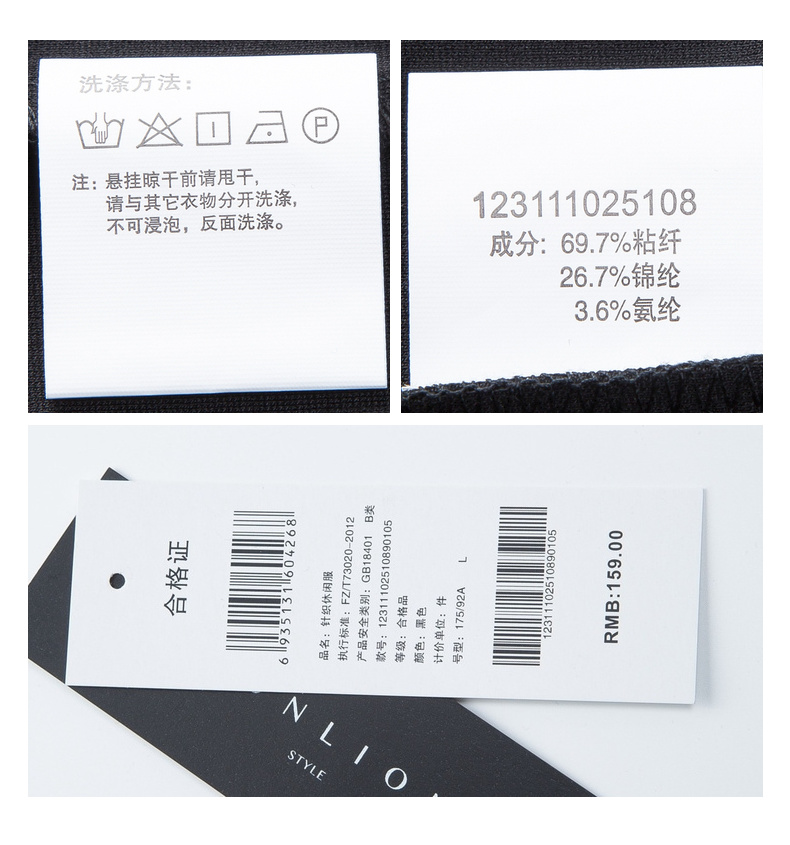 洗涤方法：
P
注：悬挂晾干前请甩干，
请与其它衣物分开洗涤，
不可浸泡，反面洗涤。
123111025108
成分：69.7%粘纤
26.7%锦纶
3.6%氨纶
合格证
6 935131 604268
品名：针织休闲服
执行标准：FZ/T73020-2012
产品安全类别：GB18401 B类
款号：12311102510890105
等级：合格品
颜色：黑色
计价单位：件
号型：175/92A L
12311102510890105
RMB:159.00
NLION
STYLE